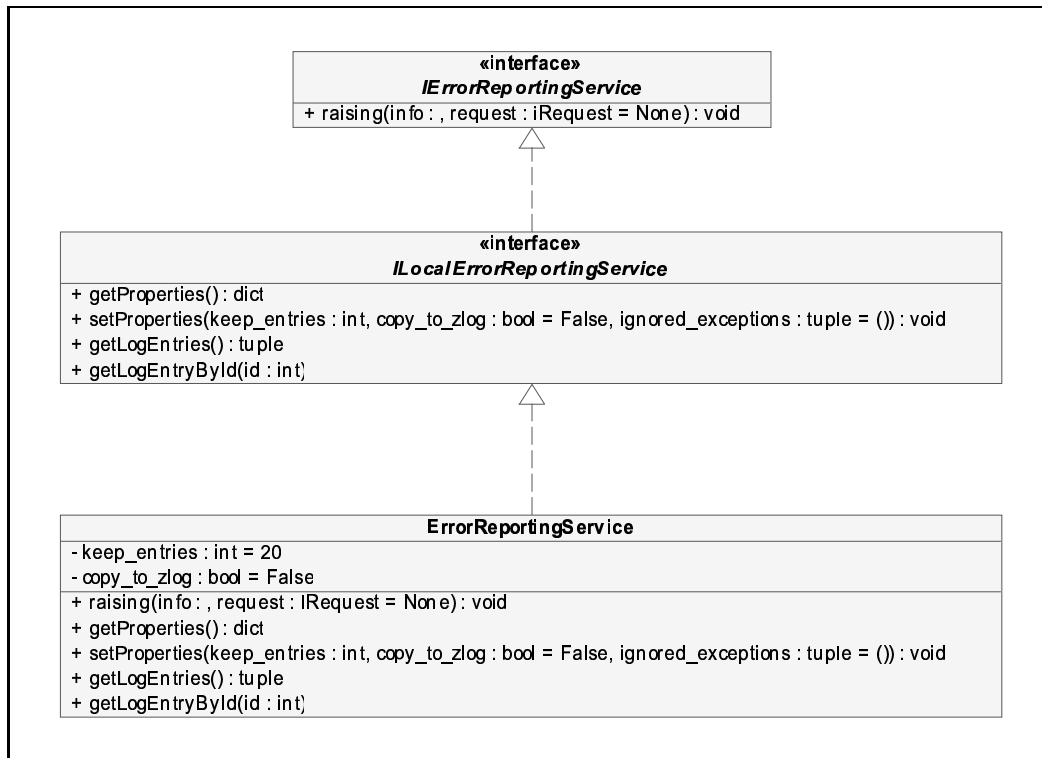 «interface»
IErrorReportingService
+ raising(info : , request : iRequest = None) : void
«interface»
ILocalErrorReportingService
+ getProperties() : dict
+ setProperties(keep_entries : int, copy_to_zlog : bool = False, ignored_exceptions : tuple = ()) : void
+ getLogEntries() : tuple
+ getLogEntryById(id : int)
ErrorReportingService
- keep_entries : int = 20
- copy_to_zlog : bool = False
+ raising(info : , request : IRequest = None) : void
+ getProperties() : dict
+ setProperties(keep_entries : int, copy_to_zlog : bool = False, ignored_exceptions : tuple = ()) : void
+ getLogEntries() : tuple
+ getLogEntryById(id : int)